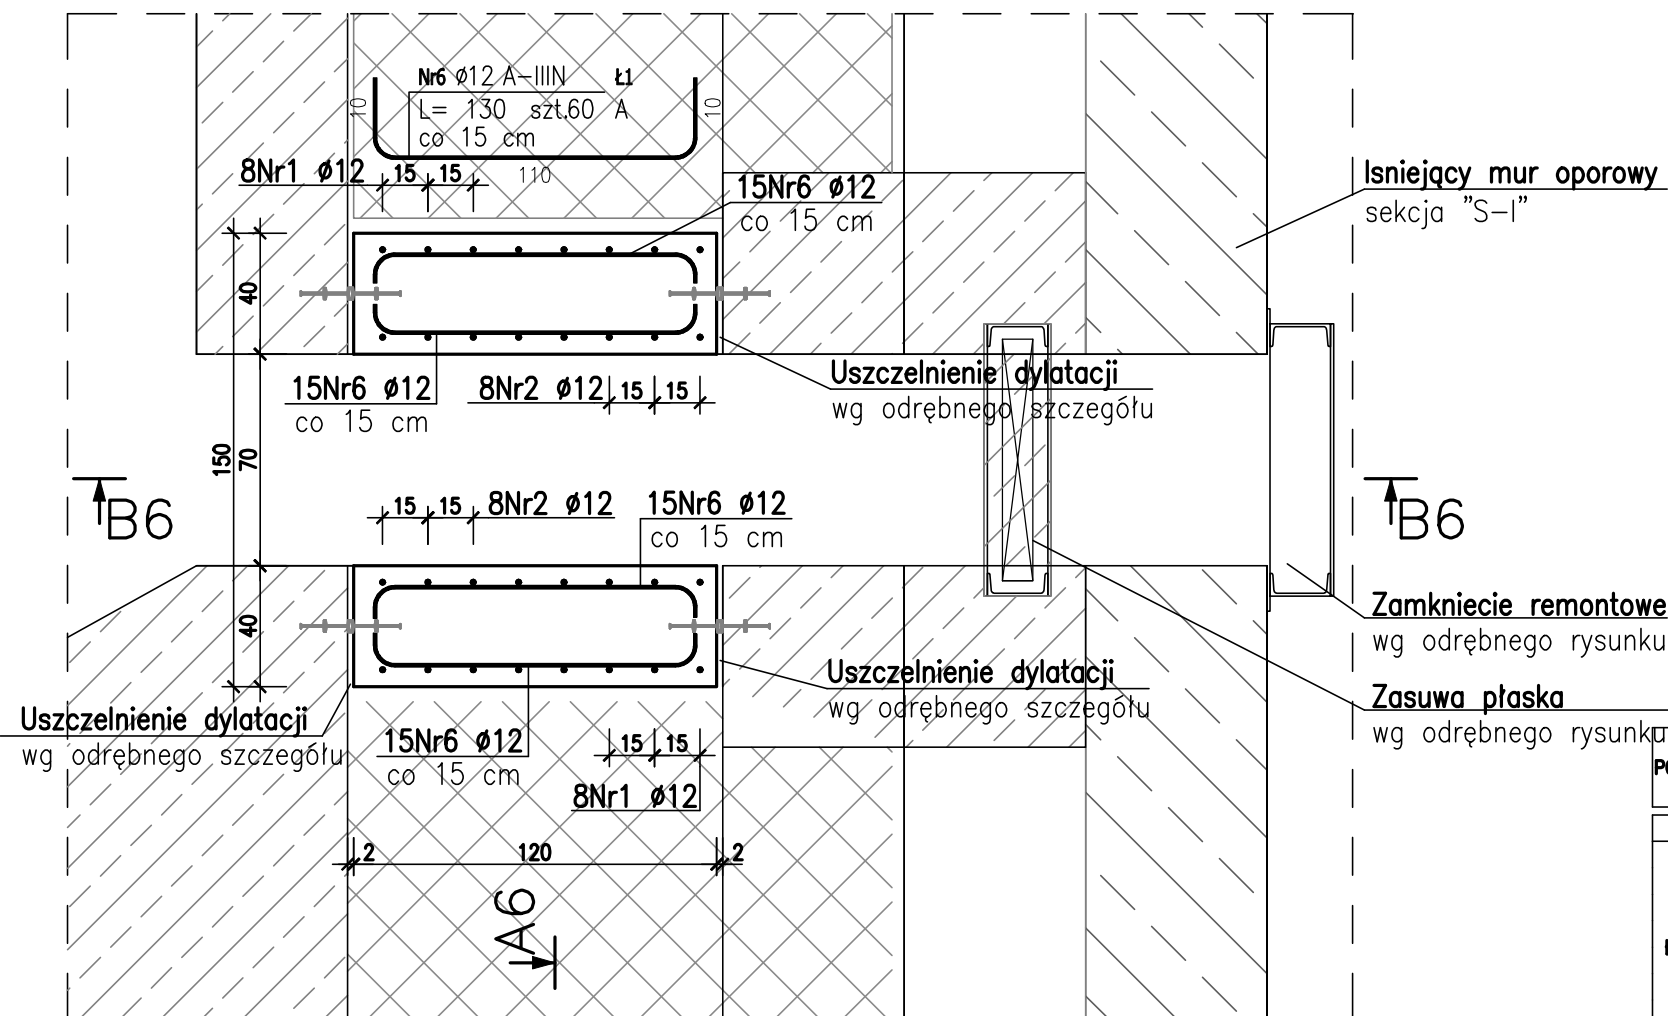 Nr6 ø12 A-IIIN Ł1
L= 130 szt.60 A
co 15 cm
10
10
110
8Nr1 ø12
15
15
15Nr6 ø12
co 15 cm
Isniejący mur oporowy
sekcja "S-I"
40
15Nr6 ø12
co 15 cm
8Nr2 ø12
15
15
Uszczelnienie dylatacji
wg odrębnego szczegółu
150
70
B6
15
15
8Nr2 ø12
15Nr6 ø12
co 15 cm
B6
40
Zamkniecie remontowe
wg odrębnego rysunku
Uszczelnienie dylatacji
wg odrębnego szczegółu
Zasuwa płaska
wg odrębnego rysunku
Uszczelnienie dylatacji
wg odrębnego szczegółu
15Nr6 ø12
co 15 cm
15
15
8Nr1 ø12
2
120
2
A6